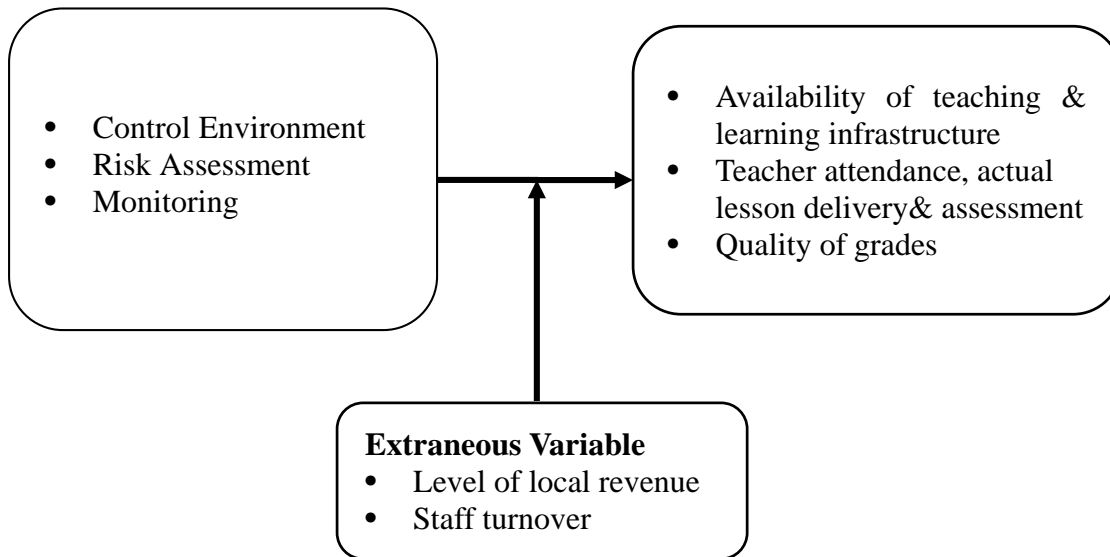 • Control Environment
• Risk Assessment
• Monitoring
• Availability of teaching &
learning infrastructure
• Teacher attendance, actual
lesson delivery& assessment
• Quality of grades
Extraneous Variable
• Level of local revenue
• Staff turnover